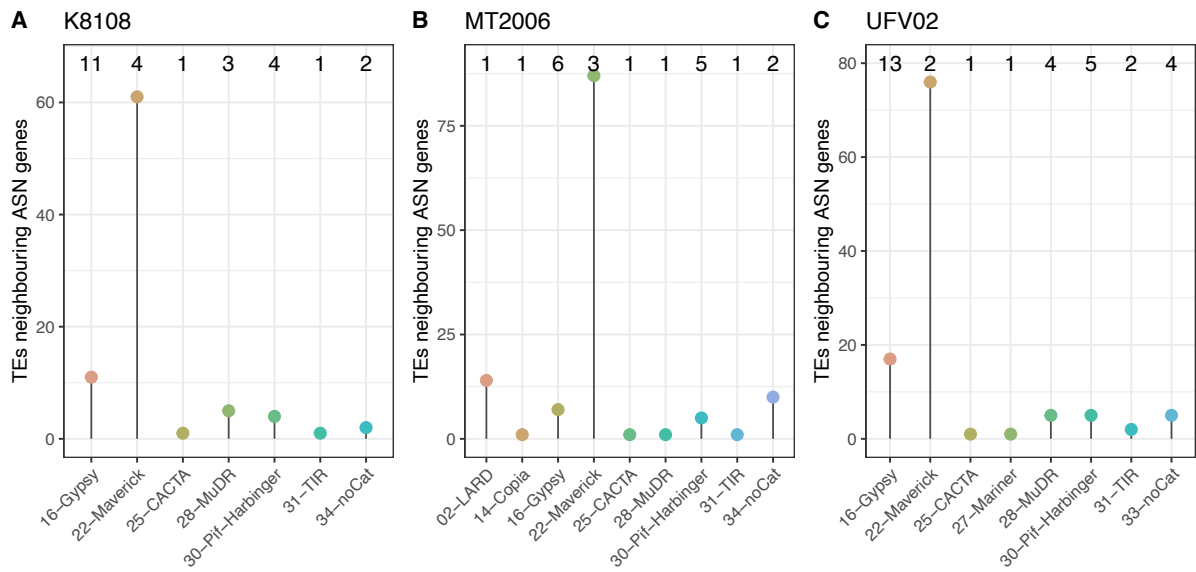 A K8108
TEs neighbouring ASN genes
11 4 1 3 4 1 2
60
40
20
0
16−Gypsy
22−Maverick
25−CACTA
28−MuDR
30−Pif−Harbinger
31−TIR
34−noCat
B MT2006
TEs neighbouring ASN genes
1 1 6 3 1 1 5 1 2
75
50
25
0
02−LARD
14−Copia
16−Gypsy
22−Maverick
25−CACTA
28−MuDR
30−Pif−Harbinger
31−TIR
34−noCat
C UFV02
TEs neighbouring ASN genes
13 2 1 1 4 5 2 4
80
60
40
20
0
16−Gypsy
22−Maverick
25−CACTA
27−Mariner
28−MuDR
30−Pif−Harbinger
31−TIR
33−noCat